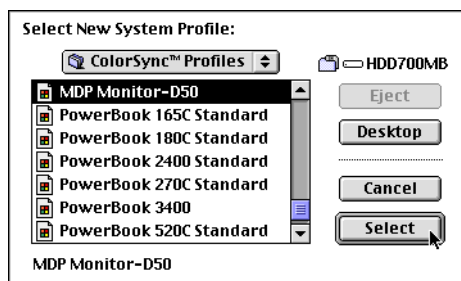 Select New System Profile:
ColorSync™ Profiles
HDD700MB
MDP Monitor-D50
PowerBook 165C Standard
PowerBook 180C Standard
PowerBook 2400 Standard
PowerBook 270C Standard
PowerBook 3400
PowerBook 520C Standard
Eject
Desktop
Cancel
Select
MDP Monitor-D50